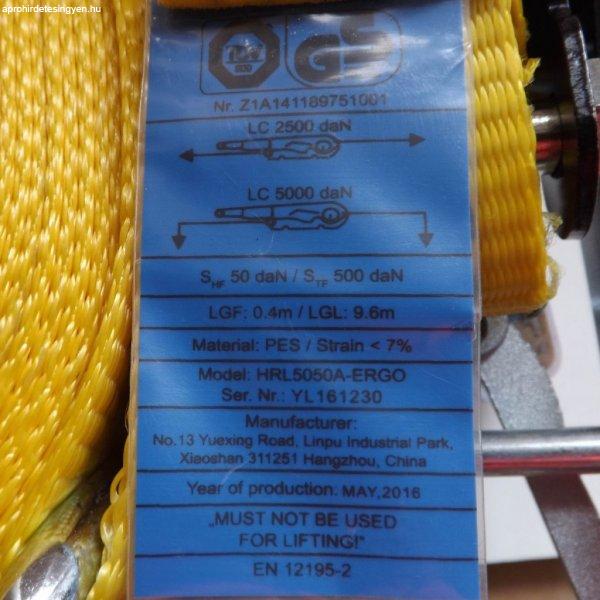 aprohirdetesingyen.hu
TÜV
SÜD
GS
Nr. Z1A141189751001
LC 2500 daN
LC 5000 daN
SHF 50 daN / STF 500 daN
LGF: 0.4m / LGL: 9.6m
Material: PES / Strain < 7%
Model: HRL5050A-ERGO
Ser. Nr.: YL161230
Manufacturer:
No.13 Yuexing Road, Linpu Industrial Park,
Xiaoshan 311251 Hangzhou, China
Year of production: MAY,2016
„MUST NOT BE USED
FOR LIFTING!"
EN 12195-2